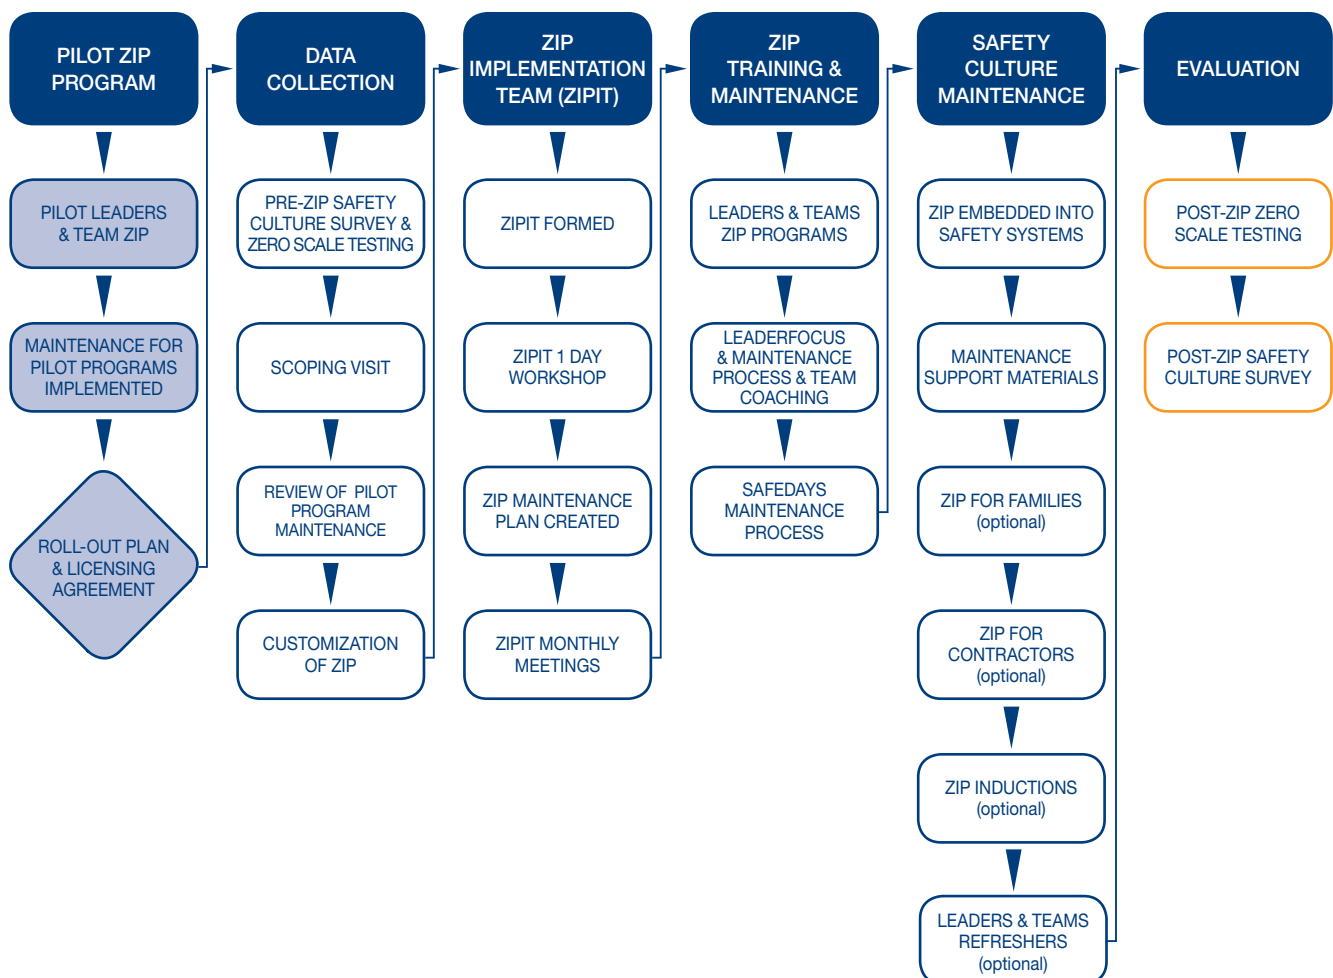 PILOT ZIP
PROGRAM
PILOT LEADERS
& TEAM ZIP
MAINTENANCE FOR
PILOT PROGRAMS
IMPLEMENTED
ROLL-OUT PLAN
& LICENSING
AGREEMENT
DATA
COLLECTION
PRE-ZIP SAFETY
CULTURE SURVEY &
ZERO SCALE TESTING
SCOPING VISIT
REVIEW OF PILOT
PROGRAM
MAINTENANCE
CUSTOMIZATION
OF ZIP
ZIP
IMPLEMENTATION
TEAM (ZIPIT)
ZIPIT FORMED
ZIPIT 1 DAY
WORKSHOP
ZIP MAINTENANCE
PLAN CREATED
ZIPIT MONTHLY
MEETINGS
ZIP
TRAINING &
MAINTENANCE
LEADERS & TEAMS
ZIP PROGRAMS
LEADERFOCUS
& MAINTENANCE
PROCESS & TEAM
COACHING
SAFEDAYS
MAINTENANCE
PROCESS
SAFETY
CULTURE
MAINTENANCE
ZIP EMBEDDED INTO
SAFETY SYSTEMS
MAINTENANCE
SUPPORT MATERIALS
ZIP FOR FAMILIES
(optional)
ZIP FOR
CONTRACTORS
(optional)
ZIP INDUCTIONS
(optional)
LEADERS & TEAMS
REFRESHERS
(optional)
EVALUATION
POST-ZIP ZERO
SCALE TESTING
POST-ZIP SAFETY
CULTURE SURVEY